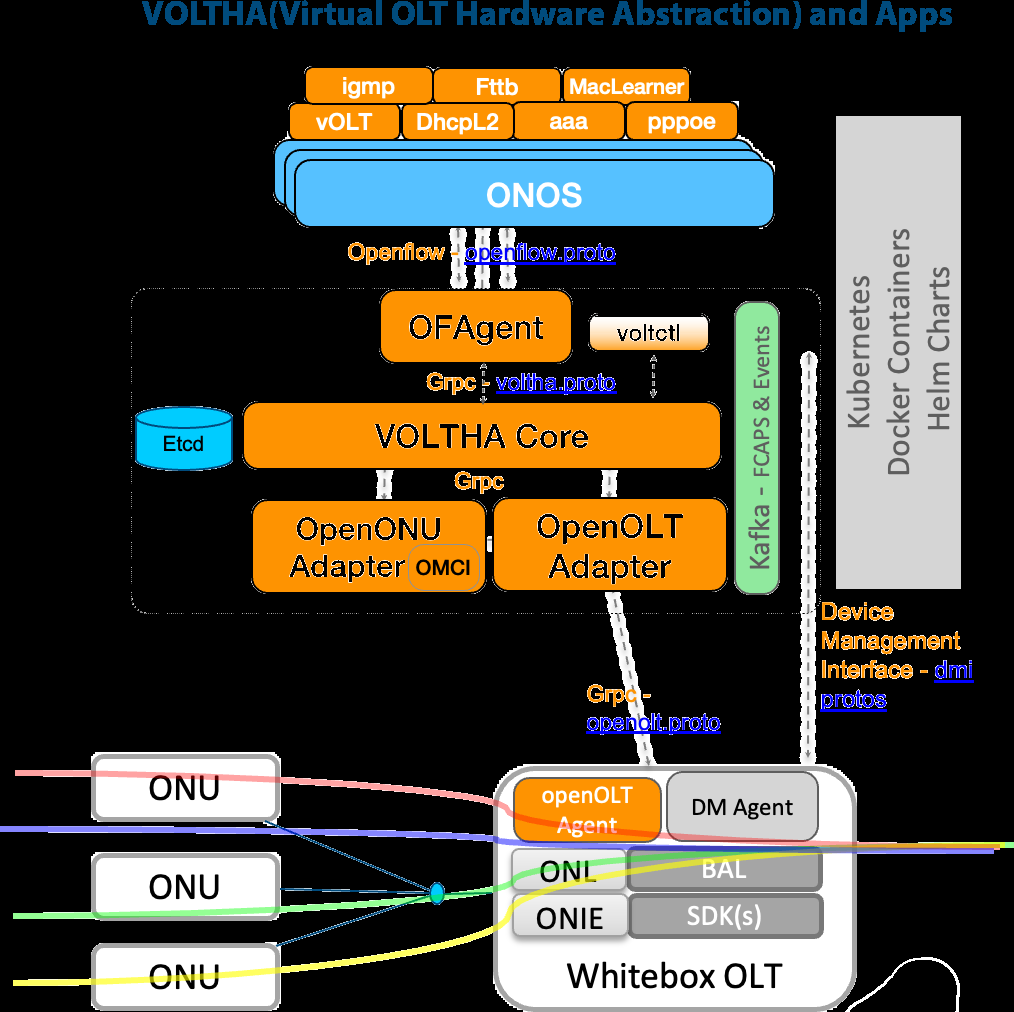 VOLTHA(Virtual OLT Hardware Abstraction) and Apps
igmp
Fttb
MacLearner
vOLT
DhcpL2
aaa
pppoe
ONOS
Openflow - openflow.proto
OFAgent
voltctl
Grpc - voltha.proto
Etcd
VOLTHA Core
Grpc
OpenONU
Adapter
OMCI
OpenOLT
Adapter
Kafka - FCAPS & Events
Kubernetes
Docker Containers
Helm Charts
Device
Management
Interface - dmi
protos
Grpc -
openolt.proto
ONU
ONU
ONU
openOLT
Agent
DM Agent
ONL
BAL
ONIE
SDK(s)
Whitebox OLT